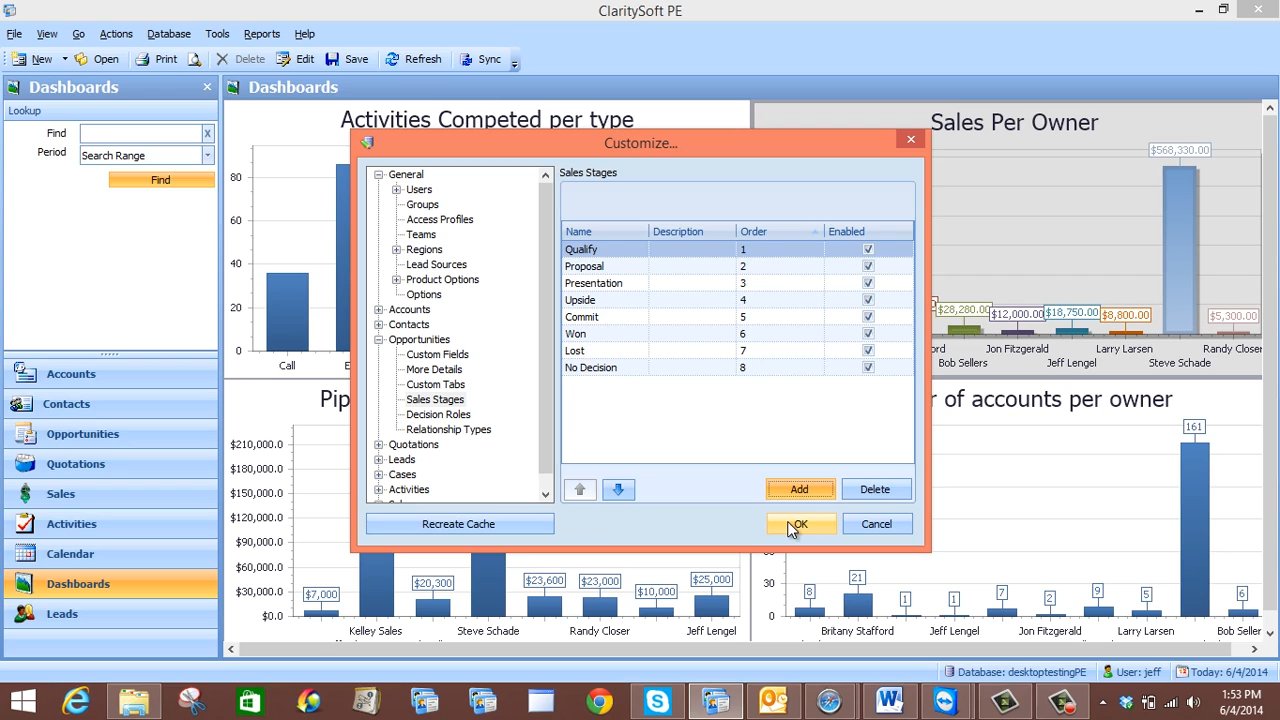 ClaritySoft PE
File View Go Actions Database Tools Reports Help
New Open Print Delete Edit Save Refresh Sync
Dashboards
Lookup
Find
x
Period Search Range
Find
Accounts
Contacts
Opportunities
Quotations
Sales
Activities
Calendar
Dashboards
Leads
Dashboards
Activities Competed per type
80
60
40
20
0
Call
Sales Per Owner
$568,330.00
$28,280.00 $12,000.00 $18,750.00 $8,800.00 $5,300.00
Jon Fitzgerald Larry Larsen Randy Closer
Bob Sellers Jeff Lengel Steve Schade
Customize...
General
Users
Groups
Access Profiles
Teams
Regions
Lead Sources
Product Options
Options
Accounts
Contacts
Opportunities
Custom Fields
More Details
Custom Tabs
Sales Stages
Decision Roles
Relationship Types
Quotations
Leads
Cases
Activities
Recreate Cache
Sales Stages
Name Description Order Enabled
Qualify 1
Proposal 2
Presentation 3
Upside 4
Commit 5
Won 6
Lost 7
No Decision 8
Add Delete
OK Cancel
$210,000.0
$180,000.0
$150,000.0
$120,000.0
$90,000.0
$60,000.0
$30,000.0
$0.0
$7,000 $20,300 $23,600 $23,000 $10,000 $25,000
Kelley Sales Steve Schade Randy Closer Jeff Lengel
r of accounts per owner
161
30
0
8 21 1 1 7 2 9 5 6
Britany Stafford Jeff Lengel Jon Fitzgerald Larry Larsen Bob Selle
Database: desktoptestingPE User: jeff Today: 6/4/2014
1:53 PM
6/4/2014